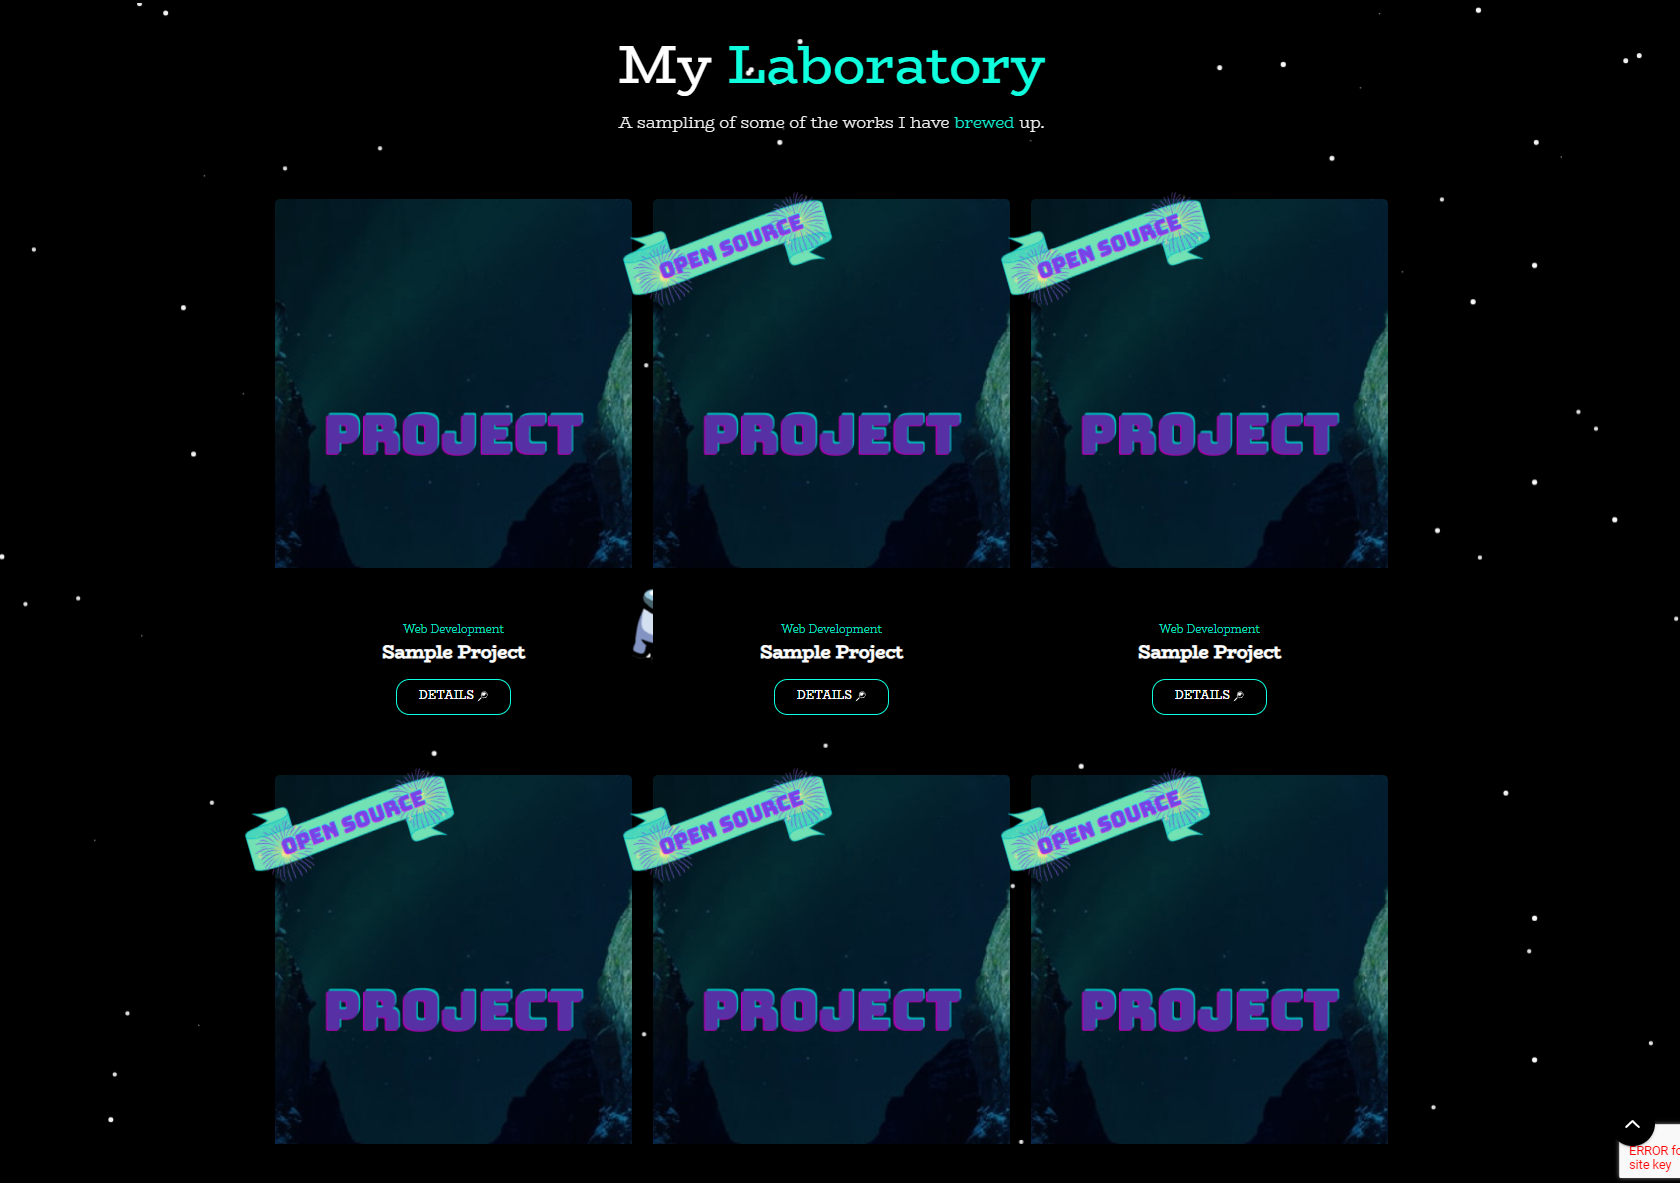 My Laboratory
A sampling of some of the works I have brewed up.
OPEN SOURCE
OPEN SOURCE
PROJECT
PROJECT
PROJECT
Web Development
Sample Project
DETAILS
Web Development
Sample Project
DETAILS
Web Development
Sample Project
DETAILS
OPEN SOURCE
OPEN SOURCE
OPEN SOURCE
PROJECT
PROJECT
PROJECT
ERROR fo
site key